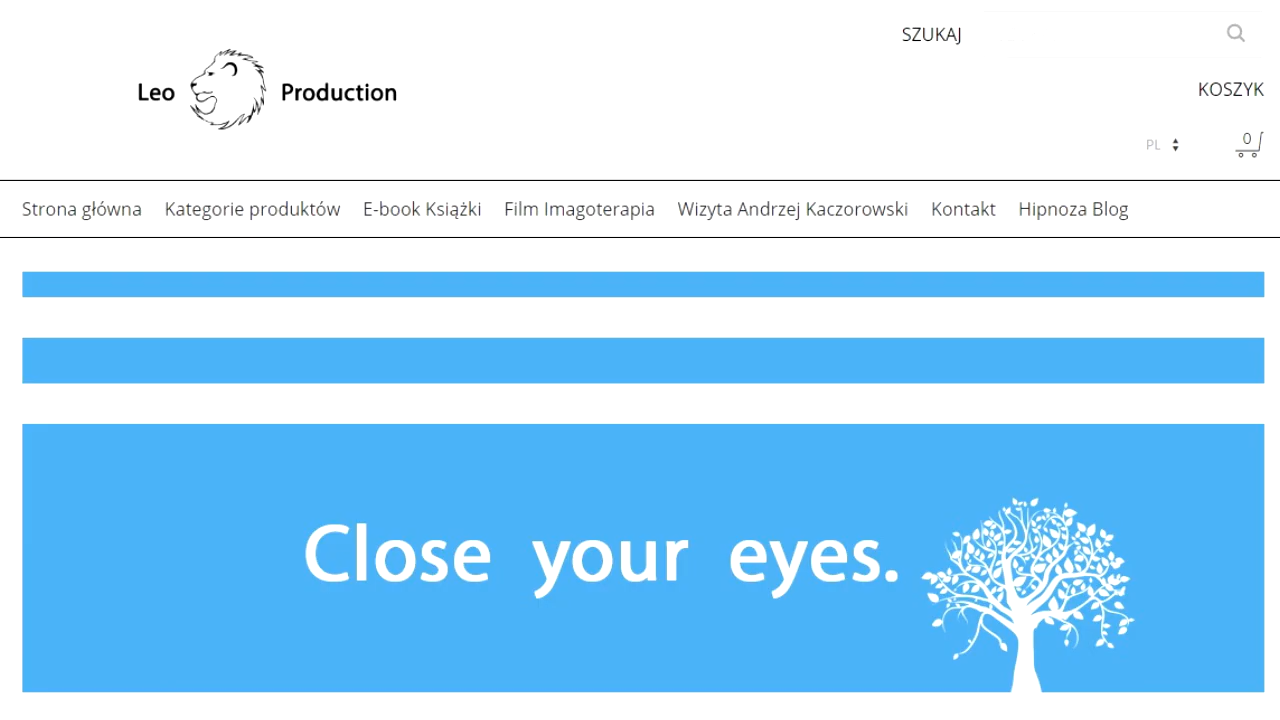 SZUKAJ
Leo Production
KOSZYK
PL
0
Strona główna Kategorie produktów E-book Książki Film Imagoterapia Wizyta Andrzej Kaczorowski Kontakt Hipnoza Blog
Close your eyes.